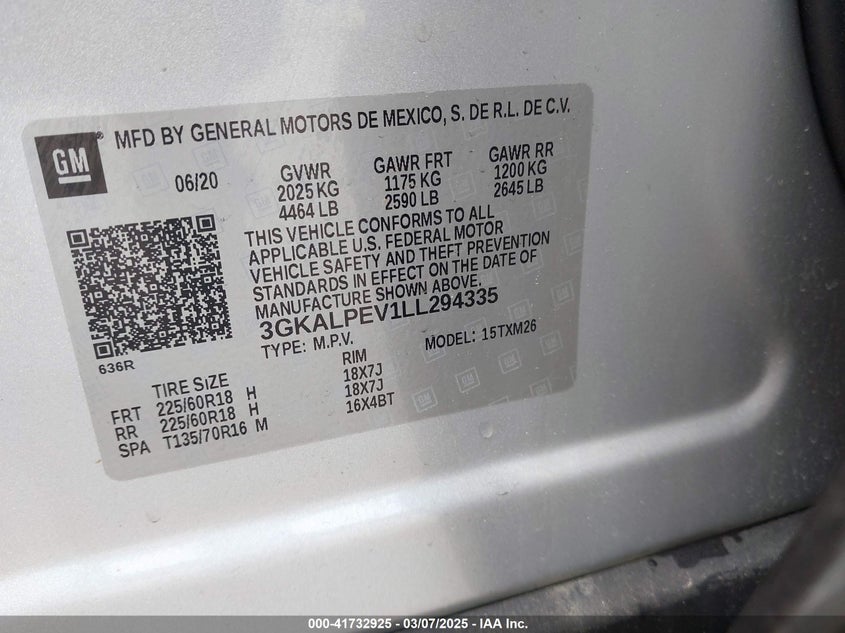 GM
MFD BY GENERAL MOTORS DE MEXICO, S. DE R.L. DE C.V.
06/20
GVWR
2025 KG
4464 LB
GAWR FRT
1175 KG
2590 LB
GAWR RR
1200 KG
2645 LB
THIS VEHICLE CONFORMS TO ALL
APPLICABLE U.S. FEDERAL MOTOR
VEHICLE SAFETY AND THEFT PREVENTION
STANDARDS IN EFFECT ON THE DATE OF
MANUFACTURE SHOWN ABOVE.
3GKALPEV1LL294335
TYPE: M.P.V.
MODEL: 15TXM26
636R
TIRE SIZE
RIM
FRT 225/60R18 H 18X7J
RR 225/60R18 H 18X7J
SPA T135/70R16 M 16X4BT
000-41732925 - 03/07/2025 - IAA Inc.